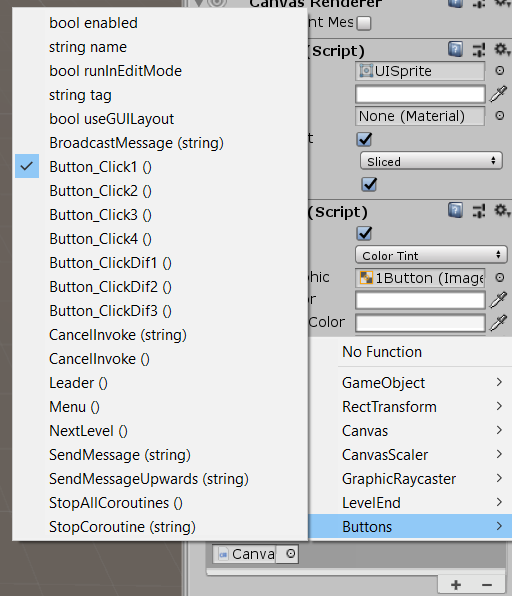 Canvas Renderer
nt Mes
bool enabled
string name
bool runInEditMode
string tag
bool useGUILayout
BroadcastMessage (string)
Button_Click1 ()
Button_Click2 ()
Button_Click3 ()
Button_Click4 ()
Button_ClickDif1 ()
Button_ClickDif2 ()
Button_ClickDif3 ()
CancelInvoke (string)
CancelInvoke ()
Leader ()
Menu ()
NextLevel ()
SendMessage (string)
SendMessageUpwards (string)
StopAllCoroutines ()
StopCoroutine (string)
(Script)
UISprite
None (Material)
t
Sliced
(Script)
Color Tint
phic
1Button (Image
or
Color
No Function
GameObject
RectTransform
Canvas
CanvasScaler
GraphicRaycaster
LevelEnd
Buttons
Canva